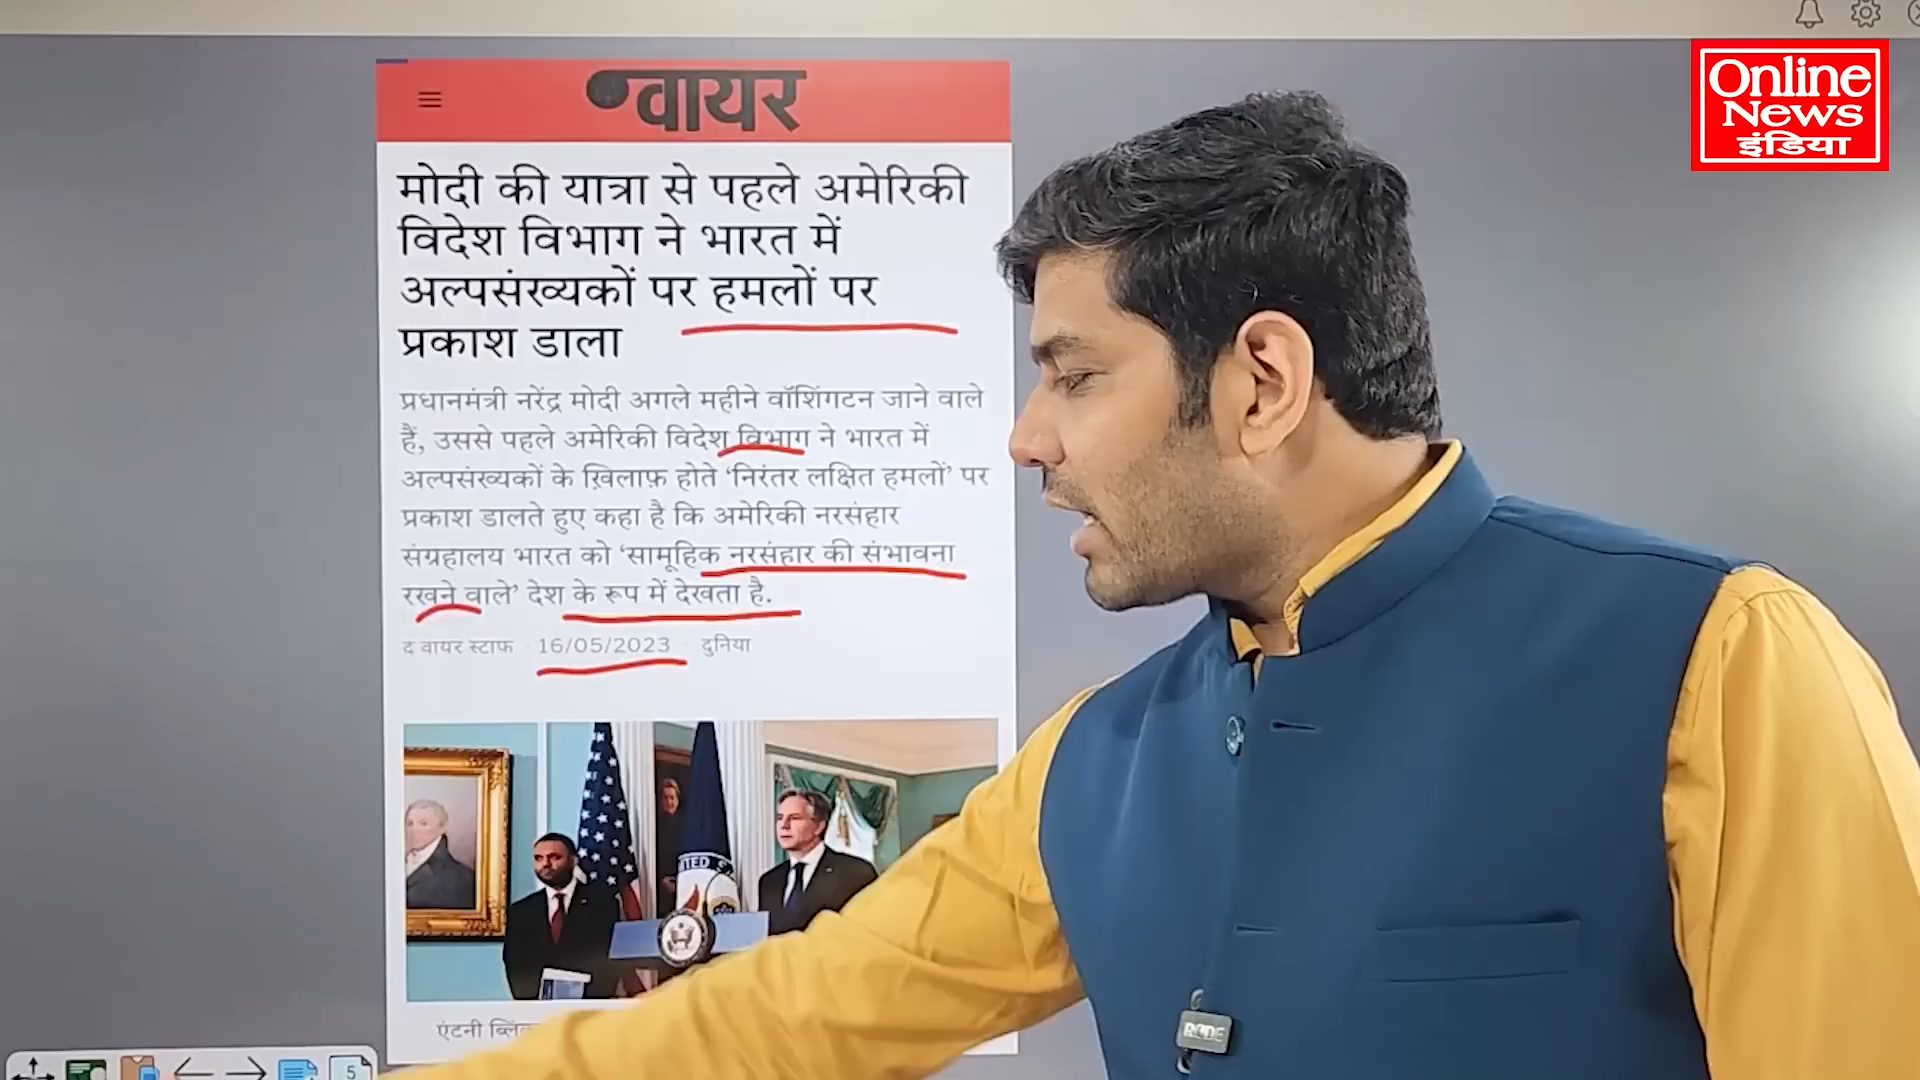 Online
News
इंडिया
वायर
मोदी की यात्रा से पहले अमेरिकी
विदेश विभाग ने भारत में
अल्पसंख्यकों पर हमलों पर
प्रकाश डाला
प्रधानमंत्री नरेंद्र मोदी अगले महीने वॉशिंगटन जाने वाले
हैं, उससे पहले अमेरिकी विदेश विभाग ने भारत में
अल्पसंख्यकों के ख़िलाफ़ होते ‘निरंतर लक्षित हमलों’ पर
प्रकाश डालते हुए कहा है कि अमेरिकी नरसंहार
संग्रहालय भारत को ‘सामूहिक नरसंहार की संभावना
रखने वाले’ देश के रूप में देखता है.
द वायर स्टाफ 16/05/2023 दुनिया
एंटनी
RODE
5